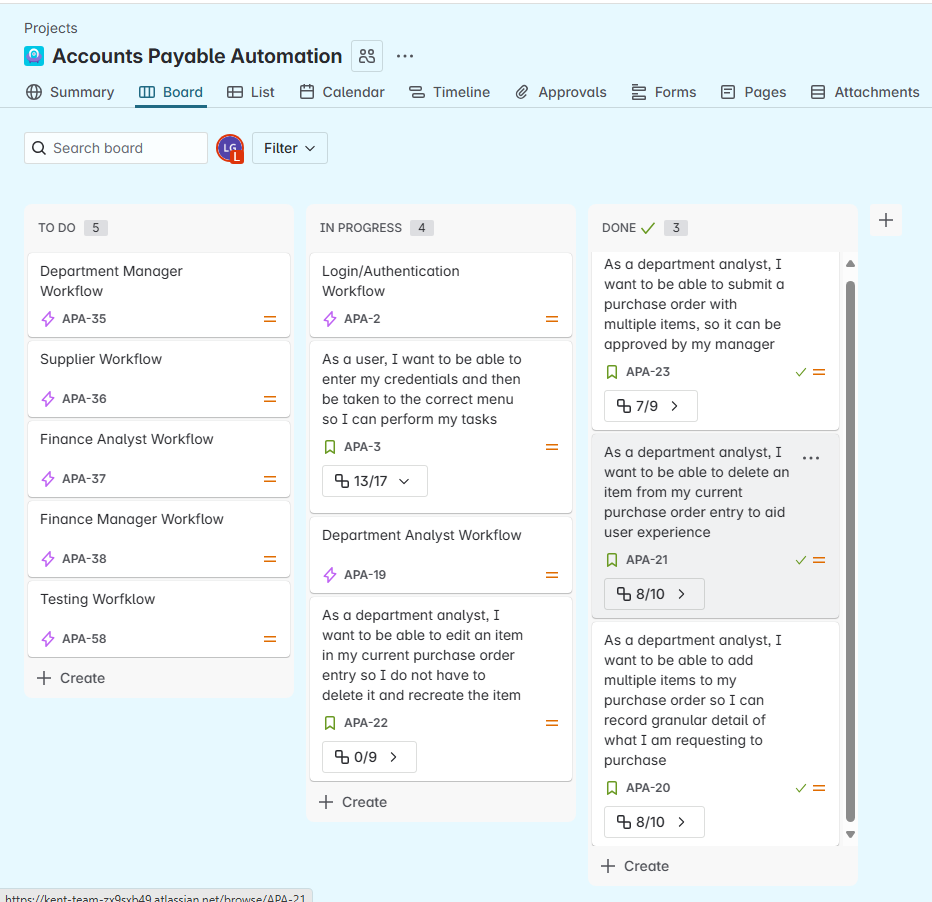 Projects
Accounts Payable Automation
Summary Board List Calendar Timeline Approvals Forms Pages Attachments
Search board LG L Filter
TO DO 5
Department Manager
Workflow
APA-35
Supplier Workflow
APA-36
Finance Analyst Workflow
APA-37
Finance Manager Workflow
APA-38
Testing Worfklow
APA-58
Create
IN PROGRESS 4
Login/Authentication
Workflow
APA-2
As a user, I want to be able to
enter my credentials and then
be taken to the correct menu
so I can perform my tasks
APA-3
13/17
Department Analyst Workflow
APA-19
As a department analyst, I
want to be able to edit an item
in my current purchase order
entry so I do not have to
delete it and recreate the item
APA-22
0/9
Create
DONE 3
As a department analyst, I
want to be able to submit a
purchase order with
multiple items, so it can be
approved by my manager
APA-23
7/9
As a department analyst, I
want to be able to delete an
item from my current
purchase order entry to aid
user experience
APA-21
8/10
As a department analyst, I
want to be able to add
multiple items to my
purchase order so I can
record granular detail of
what I am requesting to
purchase
APA-20
8/10
Create
https://kent-team-zx9sxb49.atlassian.net/browse/APA-21